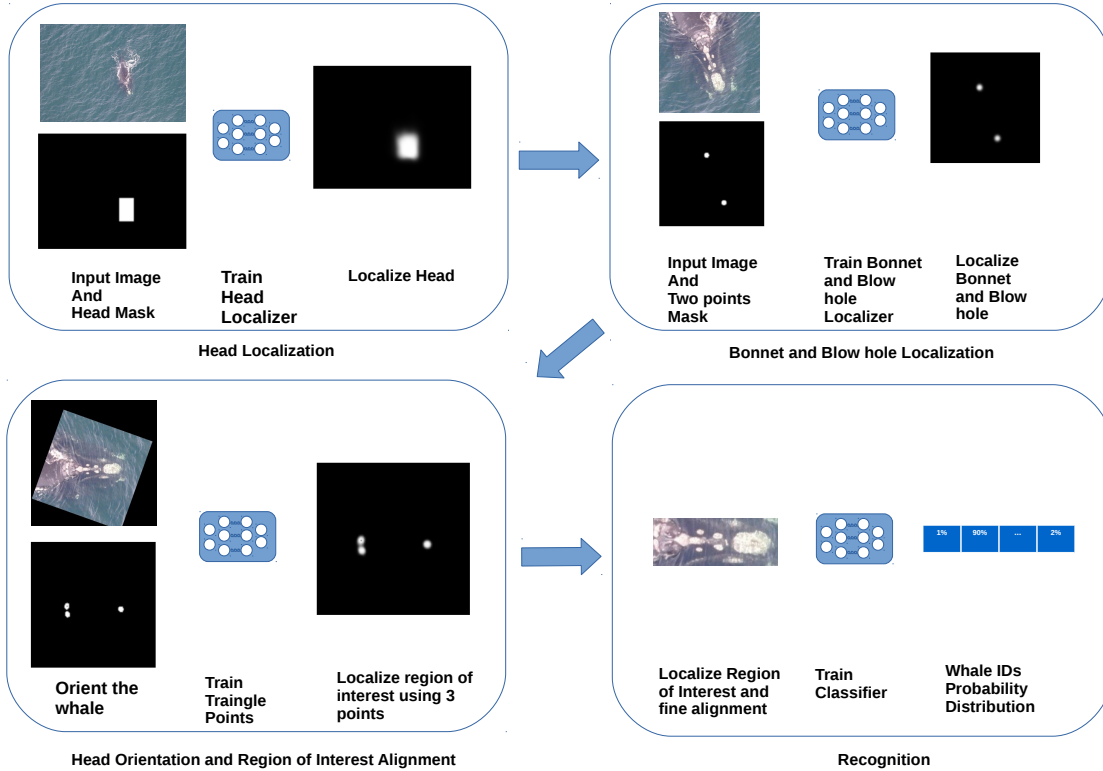 Input Image
And
Head Mask
Train
Head
Localizer
Localize Head
Head Localization
Input Image
And
Two points
Mask
Train Bonnet
and Blow
hole
Localizer
Localize
Bonnet
and Blow
hole
Bonnet and Blow hole Localization
Orient the
whale
Train
Traingle
Points
Localize region of
interest using 3
points
Head Orientation and Region of Interest Alignment
1% 90% ... 2%
Localize Region
of Interest and
fine alignment
Train
Classifier
Whale IDs
Probability
Distribution
Recognition